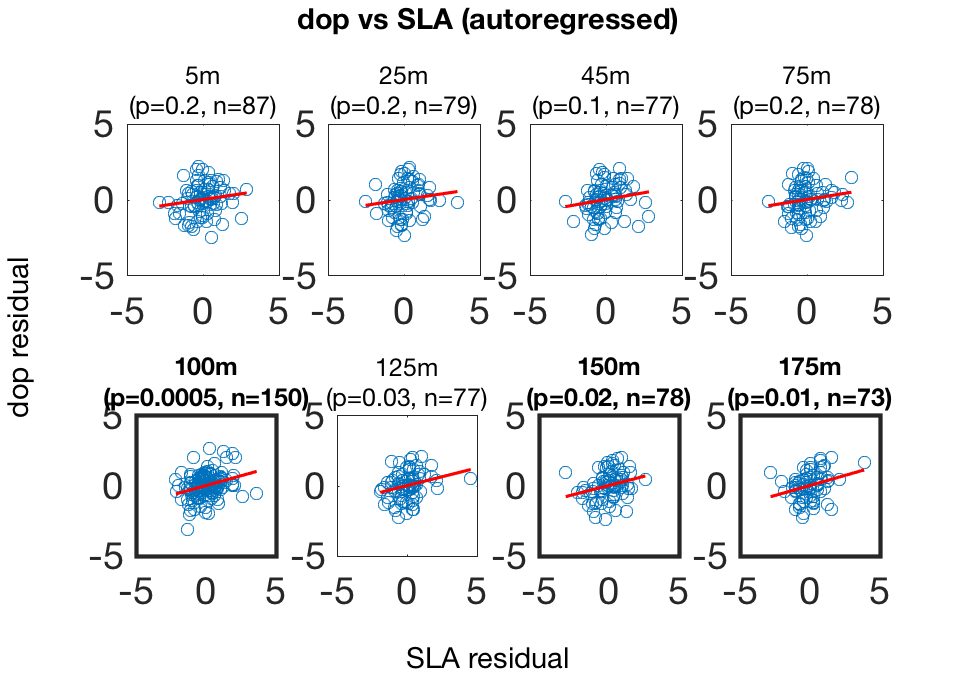 dop vs SLA (autoregressed)
5m
(p=0.2, n=87)
25m
(p=0.2, n=79)
45m
(p=0.1, n=77)
75m
(p=0.2, n=78)
5
0
-5
-5 0 5
5
0
-5
-5 0 5
5
0
-5
-5 0 5
5
0
-5
-5 0 5
dop residual
100m
(p=0.0005, n=150)
125m
(p=0.03, n=77)
150m
(p=0.02, n=78)
175m
(p=0.01, n=73)
5
0
-5
-5 0 5
5
0
-5
-5 0 5
5
0
-5
-5 0 5
5
0
-5
-5 0 5
SLA residual